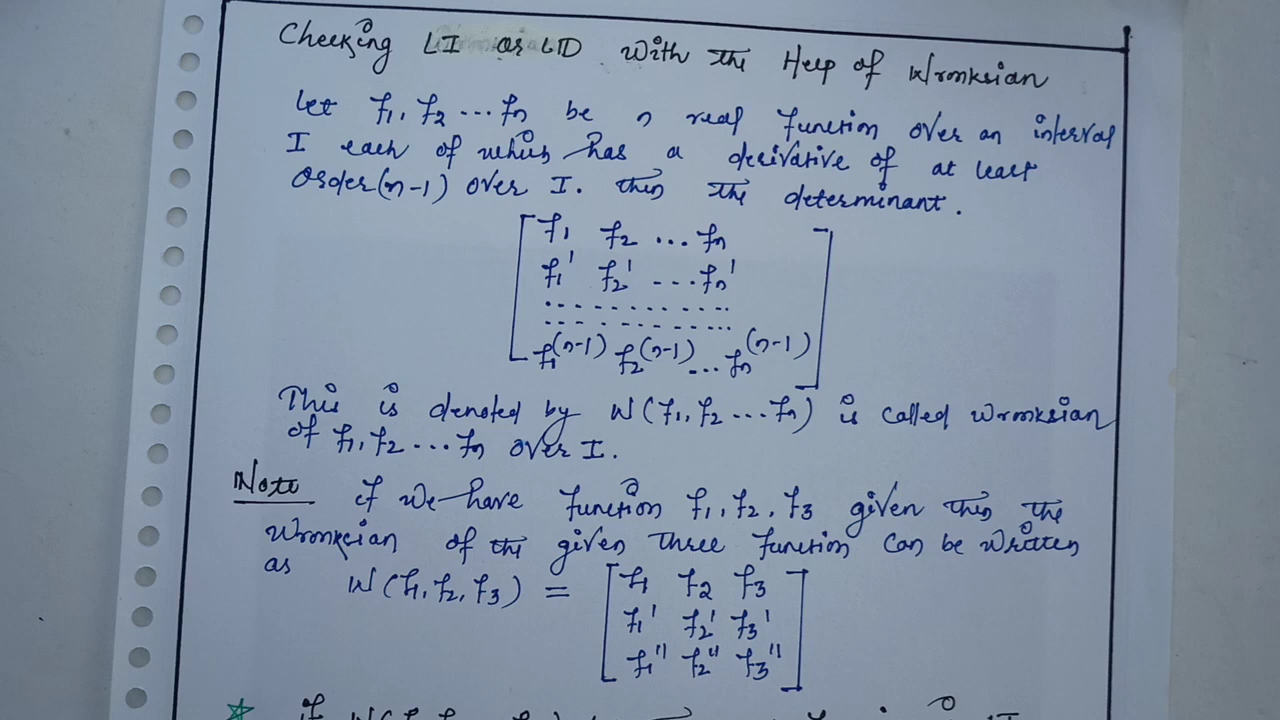 Checking LI or LD with the Help of Wronksian
Let f₁, f₂ ... fₙ be n real function over an interval
I each of which has a derivative of at least
order (n-1) over I. then the determinant.
[ f₁ f₂ ... fₙ ]
f₁' f₂' ... fₙ'
............
............
f₁⁽ⁿ⁻¹⁾ f₂⁽ⁿ⁻¹⁾ ... fₙ⁽ⁿ⁻¹⁾
This is denoted by W(f₁, f₂ ... fₙ) is called wronksian
of f₁, f₂ ... fₙ over I.
Note if we have function f₁, f₂, f₃ given then the
wronksian of the given three function can be written
as W(f₁, f₂, f₃) = [ f₁ f₂ f₃ ]
f₁' f₂' f₃'
f₁'' f₂'' f₃''
if